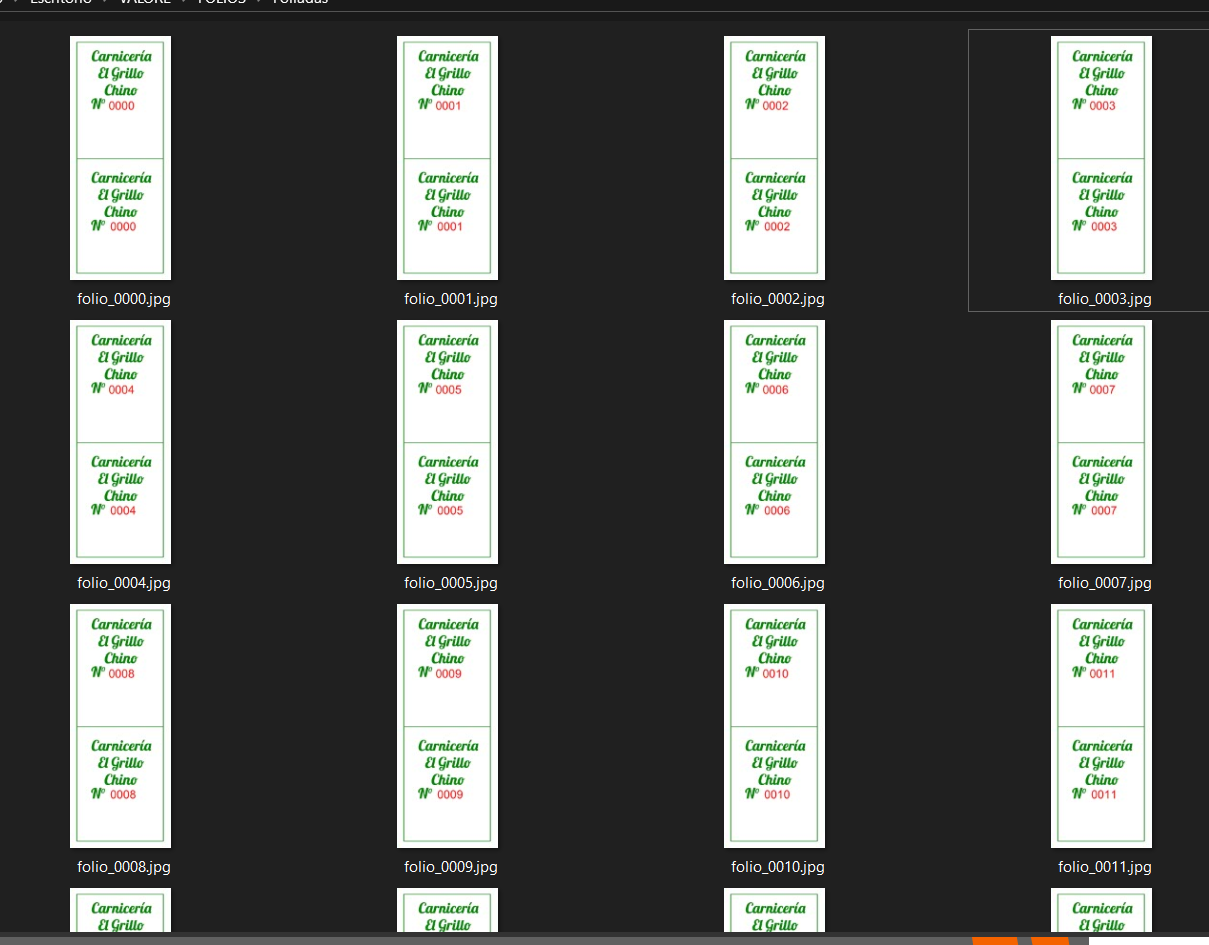 Escritorio > VALORE > FOLIOS > Foliadas
Carnicería
El Grillo
Chino
Nº 0000
Carnicería
El Grillo
Chino
Nº 0000
folio_0000.jpg
Carnicería
El Grillo
Chino
Nº 0001
Carnicería
El Grillo
Chino
Nº 0001
folio_0001.jpg
Carnicería
El Grillo
Chino
Nº 0002
Carnicería
El Grillo
Chino
Nº 0002
folio_0002.jpg
Carnicería
El Grillo
Chino
Nº 0003
Carnicería
El Grillo
Chino
Nº 0003
folio_0003.jpg
Carnicería
El Grillo
Chino
Nº 0004
Carnicería
El Grillo
Chino
Nº 0004
folio_0004.jpg
Carnicería
El Grillo
Chino
Nº 0005
Carnicería
El Grillo
Chino
Nº 0005
folio_0005.jpg
Carnicería
El Grillo
Chino
Nº 0006
Carnicería
El Grillo
Chino
Nº 0006
folio_0006.jpg
Carnicería
El Grillo
Chino
Nº 0007
Carnicería
El Grillo
Chino
Nº 0007
folio_0007.jpg
Carnicería
El Grillo
Chino
Nº 0008
Carnicería
El Grillo
Chino
Nº 0008
folio_0008.jpg
Carnicería
El Grillo
Chino
Nº 0009
Carnicería
El Grillo
Chino
Nº 0009
folio_0009.jpg
Carnicería
El Grillo
Chino
Nº 0010
Carnicería
El Grillo
Chino
Nº 0010
folio_0010.jpg
Carnicería
El Grillo
Chino
Nº 0011
Carnicería
El Grillo
Chino
Nº 0011
folio_0011.jpg
Carnicería
El Grillo
Carnicería
El Grillo
Carnicería
El Grillo
Carnicería
El Grillo